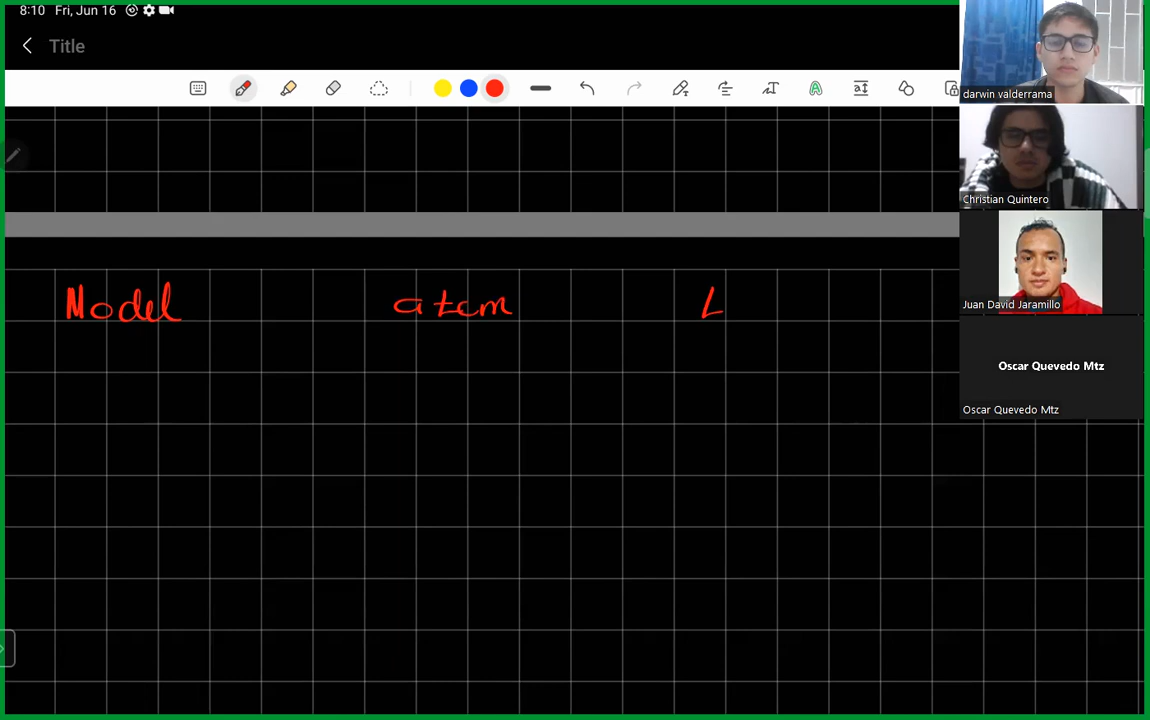 8:10 Fri, Jun 16
Title
darwin valderrama
Christian Quintero
Model atom L
Juan David Jaramillo
Oscar Quevedo Mtz
Oscar Quevedo Mtz